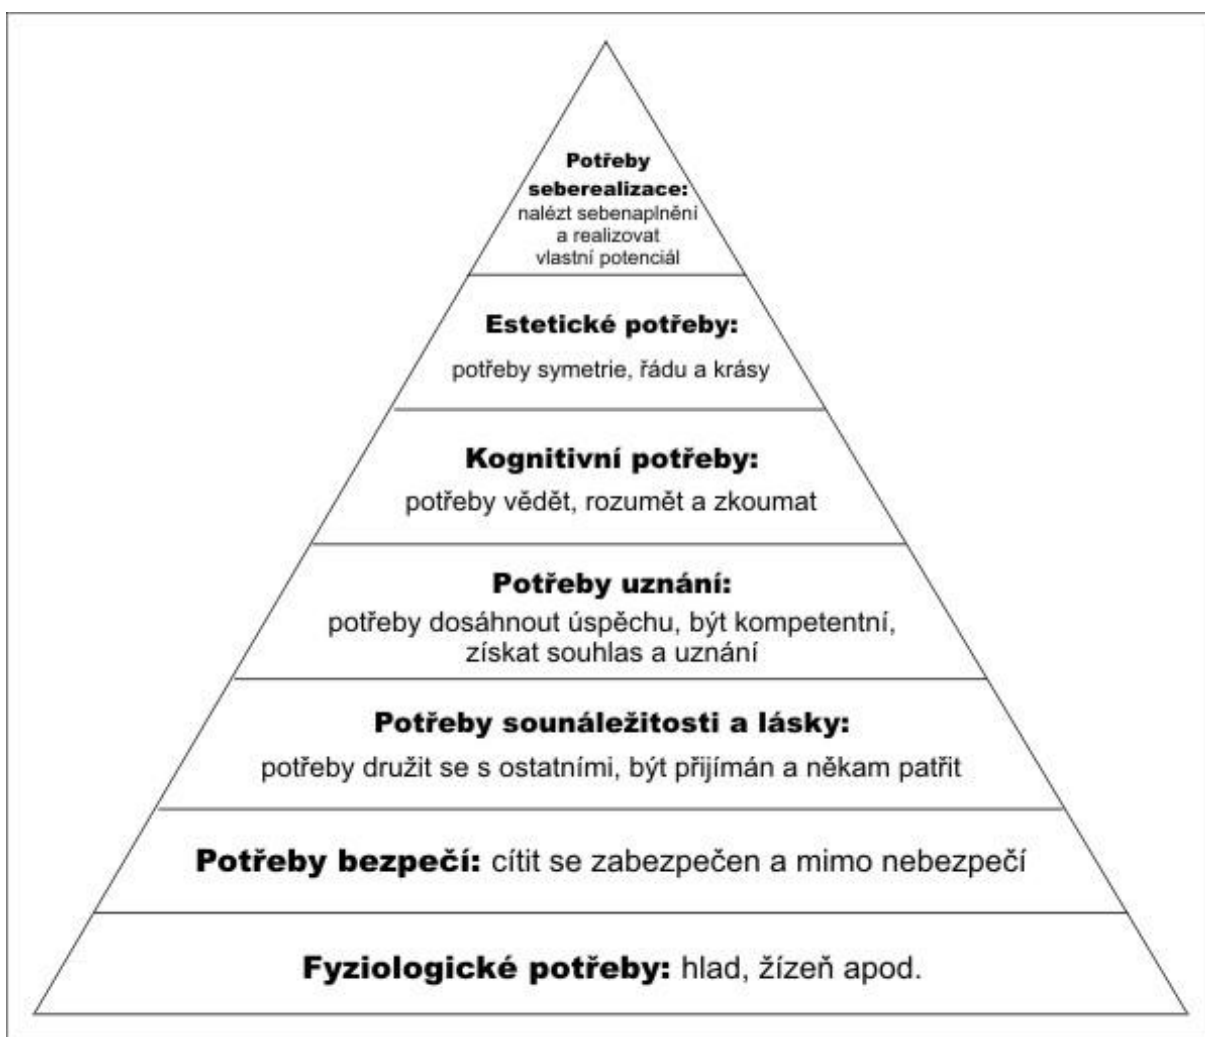 Potřeby
seberealizace:
nalézt sebenaplnění
a realizovat
vlastní potenciál
Estetické potřeby:
potřeby symetrie, řádu a krásy
Kognitivní potřeby:
potřeby vědět, rozumět a zkoumat
Potřeby uznání:
potřeby dosáhnout úspěchu, být kompetentní,
získat souhlas a uznání
Potřeby sounáležitosti a lásky:
potřeby družit se s ostatními, být přijímán a někam patřit
Potřeby bezpečí: cítit se zabezpečen a mimo nebezpečí
Fyziologické potřeby: hlad, žízeň apod.